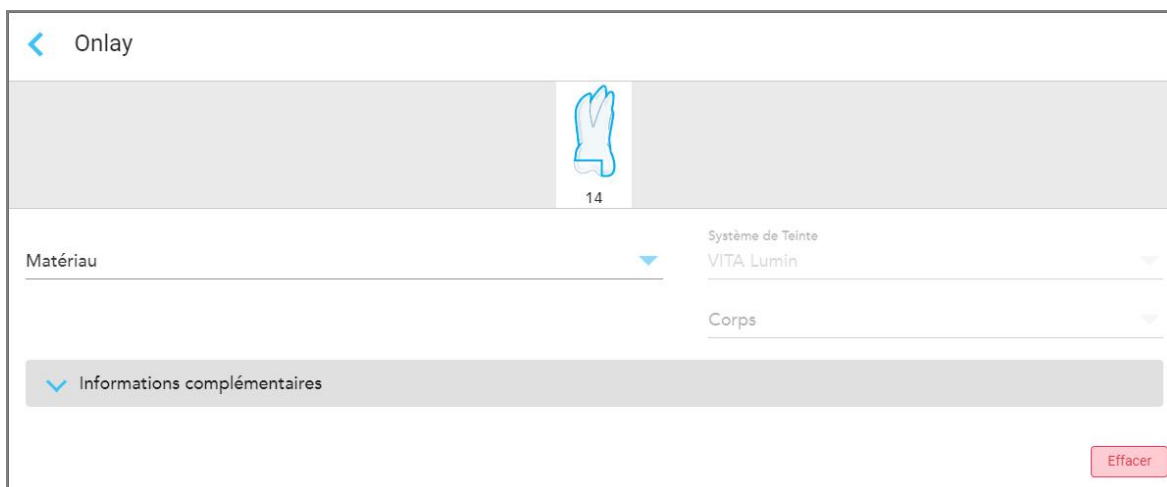 Onlay
14
Matériau
Système de Teinte
VITA Lumin
Corps
Informations complémentaires
Effacer